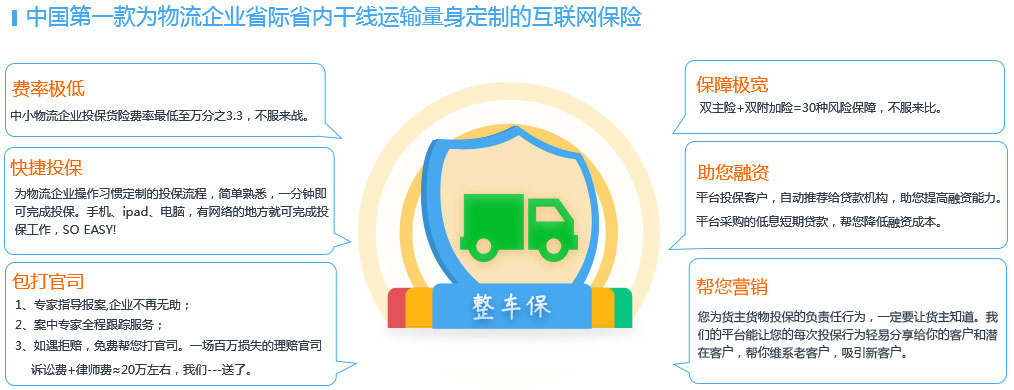 中国第一款为物流企业省际省内干线运输量身定制的互联网保险
费率极低
中小物流企业投保货险费率最低至万分之3.3，不服来战。
快捷投保
为物流企业操作习惯定制的投保流程，简单熟悉，一分钟即
可完成投保。手机、ipad、电脑，有网络的地方就可完成投
保工作，SO EASY!
包打官司
1、专家指导报案,企业不再无助；
2、案中专家全程跟踪服务；
3、如遇拒赔，免费帮您打官司。一场百万损失的理赔官司
诉讼费+律师费≈20万左右，我们---送了。
整车保
保障极宽
双主险+双附加险=30种风险保障，不服来比。
助您融资
平台投保客户，自动推荐给贷款机构，助您提高融资能力。
平台采购的低息短期贷款，帮您降低融资成本。
帮您营销
您为货主货物投保的负责任行为，一定要让货主知道。我
们的平台能让您的每次投保行为轻易分享给你的客户和潜
在客户，帮你维系老客户，吸引新客户。